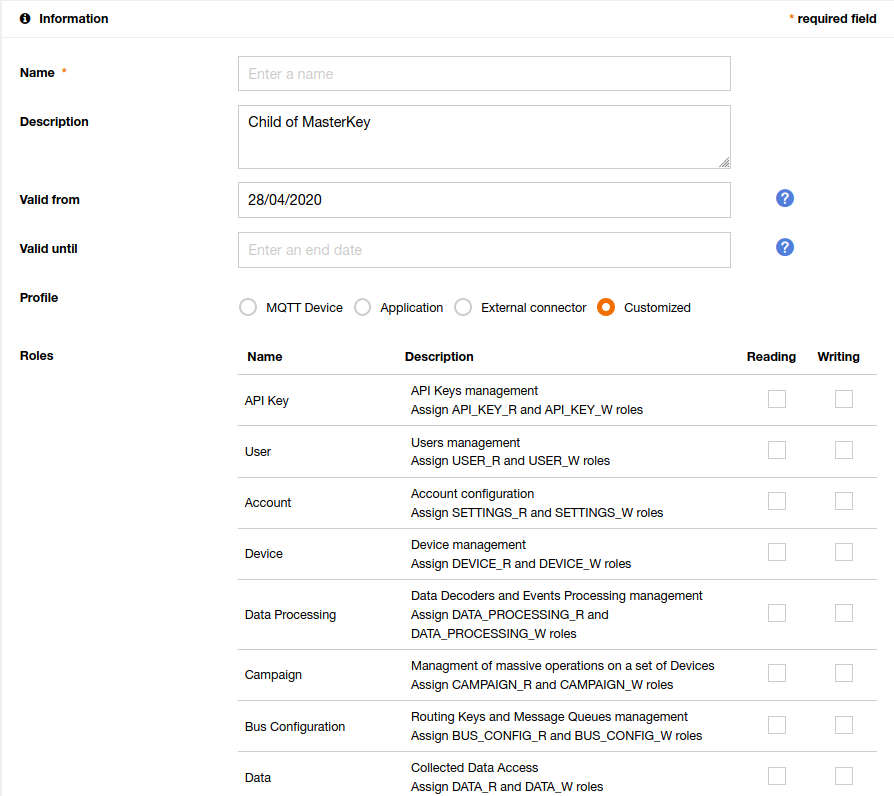 Information * required field
Name * Enter a name
Description Child of MasterKey
Valid from 28/04/2020 ?
Valid until Enter an end date ?
Profile MQTT Device Application External connector Customized
Roles Name Description Reading Writing
API Key API Keys management
Assign API_KEY_R and API_KEY_W roles
User Users management
Assign USER_R and USER_W roles
Account Account configuration
Assign SETTINGS_R and SETTINGS_W roles
Device Device management
Assign DEVICE_R and DEVICE_W roles
Data Processing Data Decoders and Events Processing management
Assign DATA_PROCESSING_R and
DATA_PROCESSING_W roles
Campaign Managment of massive operations on a set of Devices
Assign CAMPAIGN_R and CAMPAIGN_W roles
Bus Configuration Routing Keys and Message Queues management
Assign BUS_CONFIG_R and BUS_CONFIG_W roles
Data Collected Data Access
Assign DATA_R and DATA_W roles